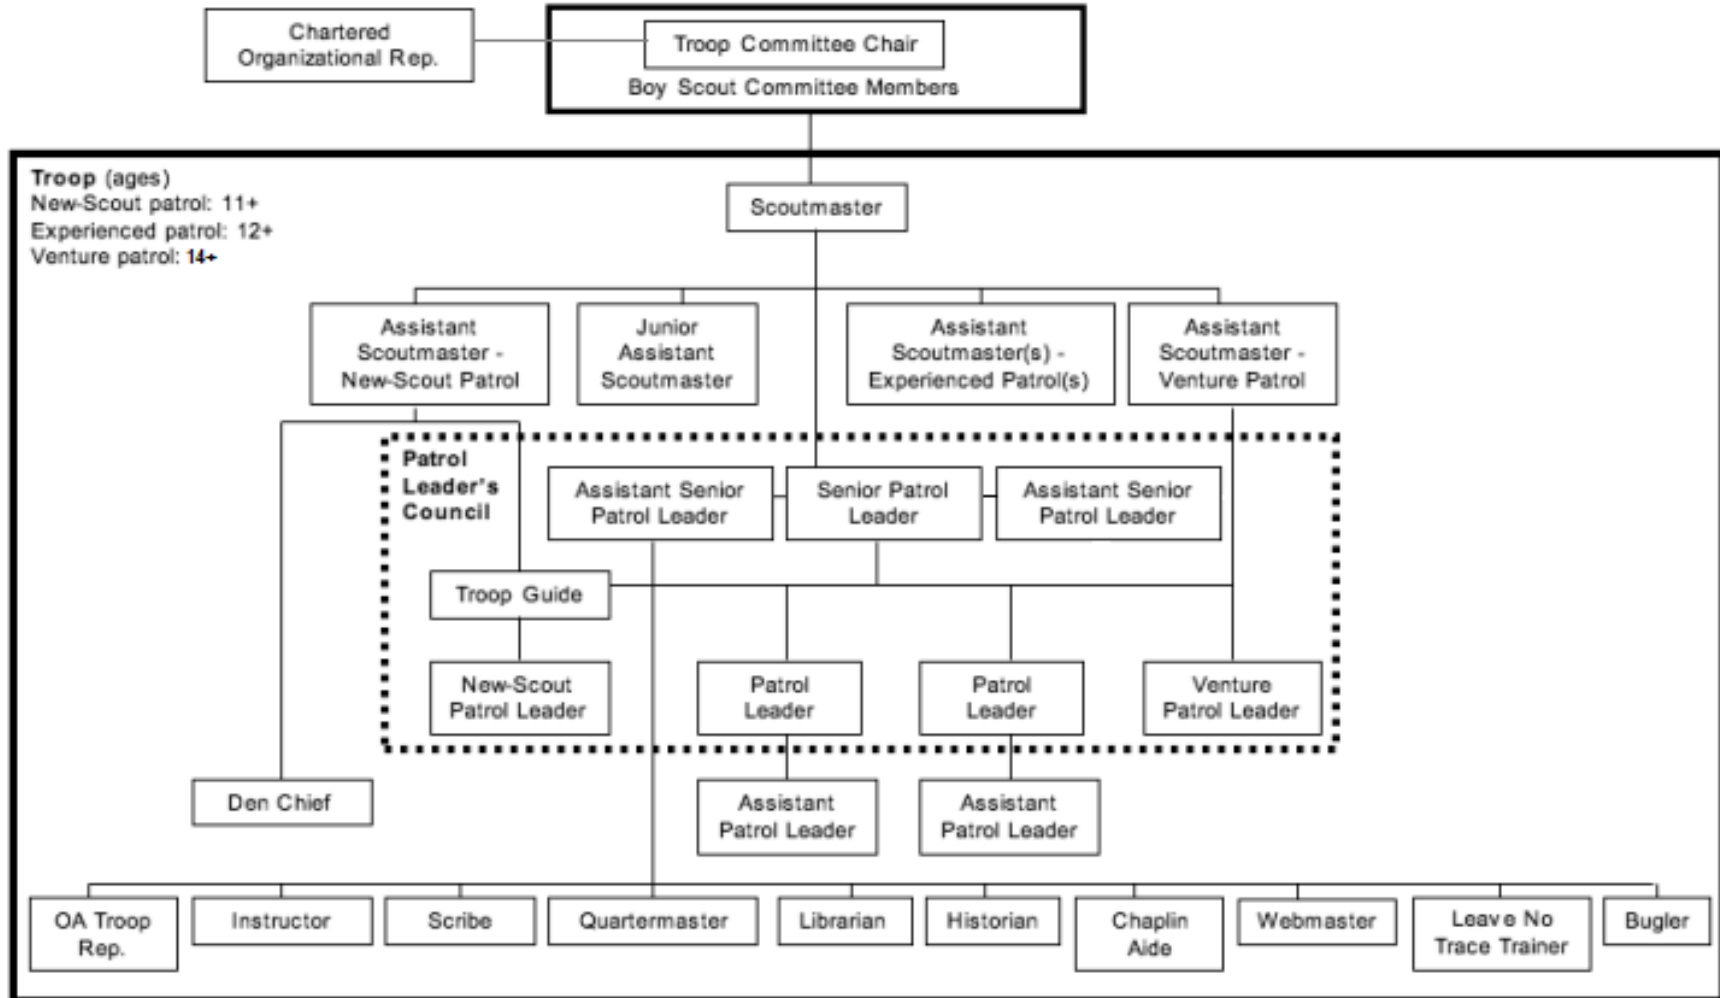 Chartered
Organizational Rep.
Troop Committee Chair
Boy Scout Committee Members
Troop (ages)
New-Scout patrol: 11+
Experienced patrol: 12+
Venture patrol: 14+
Scoutmaster
Assistant
Scoutmaster -
New-Scout Patrol
Junior
Assistant
Scoutmaster
Assistant
Scoutmaster(s) -
Experienced Patrol(s)
Assistant
Scoutmaster -
Venture Patrol
Patrol
Leader's
Council
Assistant Senior
Patrol Leader
Senior Patrol
Leader
Assistant Senior
Patrol Leader
Troop Guide
New-Scout
Patrol Leader
Patrol
Leader
Patrol
Leader
Venture
Patrol Leader
Den Chief
Assistant
Patrol Leader
Assistant
Patrol Leader
OA Troop
Rep.
Instructor
Scribe
Quartermaster
Librarian
Historian
Chaplin
Aide
Webmaster
Leave No
Trace Trainer
Bugler